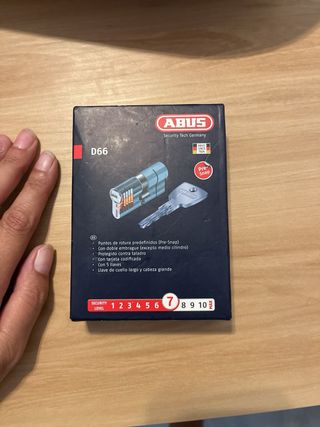 ABUS
Security Tech Germany
D66
Pre-
Snap
• Puntos de rotura predefinidos (Pre-Snap)
• Con doble embrague (excepto medio cilindro)
• Protegido contra taladro
• Con tarjeta codificada
• Con 5 llaves
• Llave de cuello largo y cabeza grande
SECURITY LEVEL 1 2 3 4 5 6 7 8 9 10